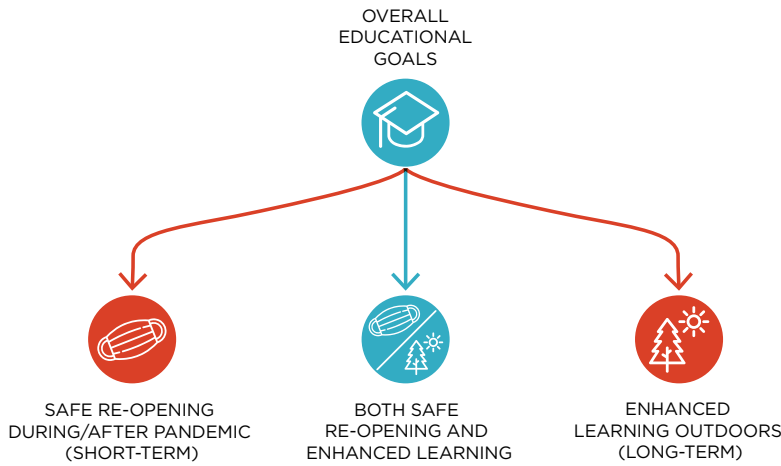 OVERALL
EDUCATIONAL
GOALS
SAFE RE-OPENING
DURING/AFTER PANDEMIC
(SHORT-TERM)
BOTH SAFE
RE-OPENING AND
ENHANCED LEARNING
ENHANCED
LEARNING OUTDOORS
(LONG-TERM)